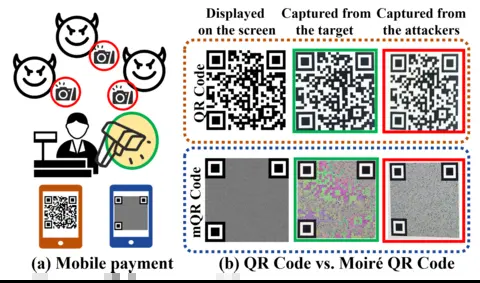 Displayed on the screen
Captured from the target
Captured from the attackers
QR Code
mQR Code
(a) Mobile payment
(b) QR Code vs. Moiré QR Code